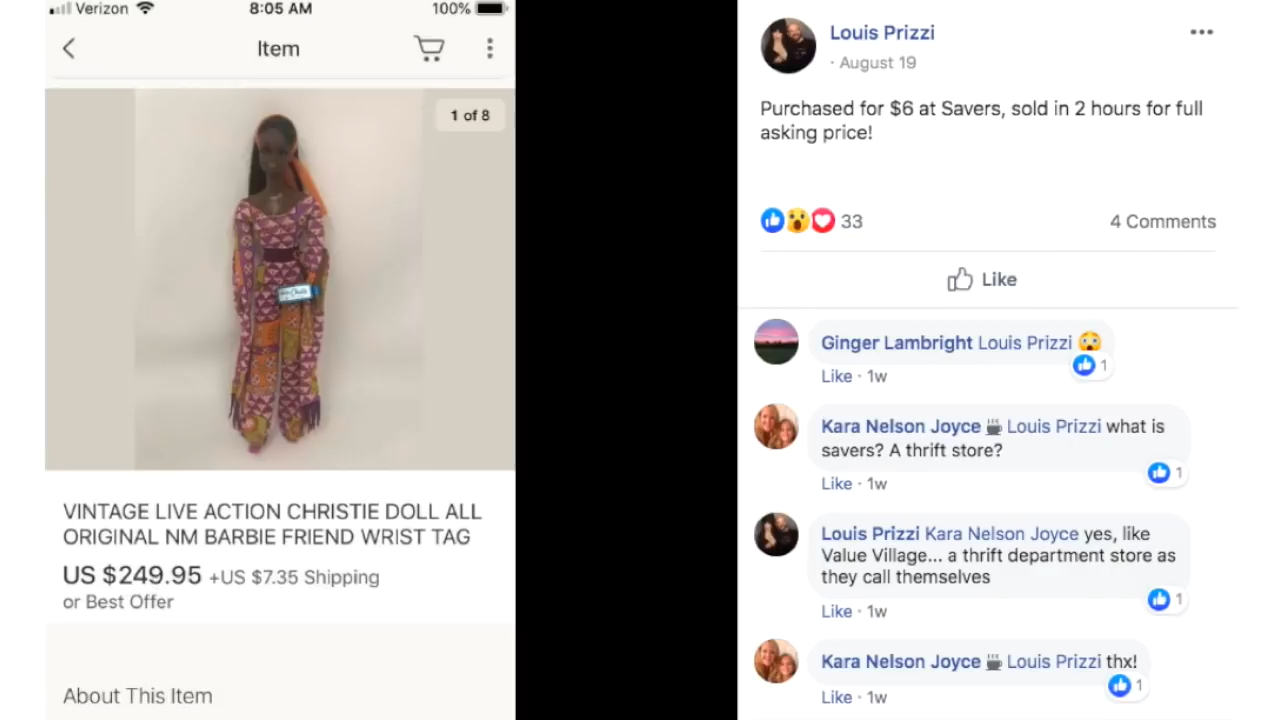 Verizon 8:05 AM 100%
Item
1 of 8
VINTAGE LIVE ACTION CHRISTIE DOLL ALL
ORIGINAL NM BARBIE FRIEND WRIST TAG
US $249.95 +US $7.35 Shipping
or Best Offer
About This Item
Louis Prizzi
· August 19
Purchased for $6 at Savers, sold in 2 hours for full
asking price!
33 4 Comments
Like
Ginger Lambright Louis Prizzi
1
Like · 1w
Kara Nelson Joyce Louis Prizzi what is
savers? A thrift store?
1
Like · 1w
Louis Prizzi Kara Nelson Joyce yes, like
Value Village... a thrift department store as
they call themselves
1
Like · 1w
Kara Nelson Joyce Louis Prizzi thx!
1
Like · 1w